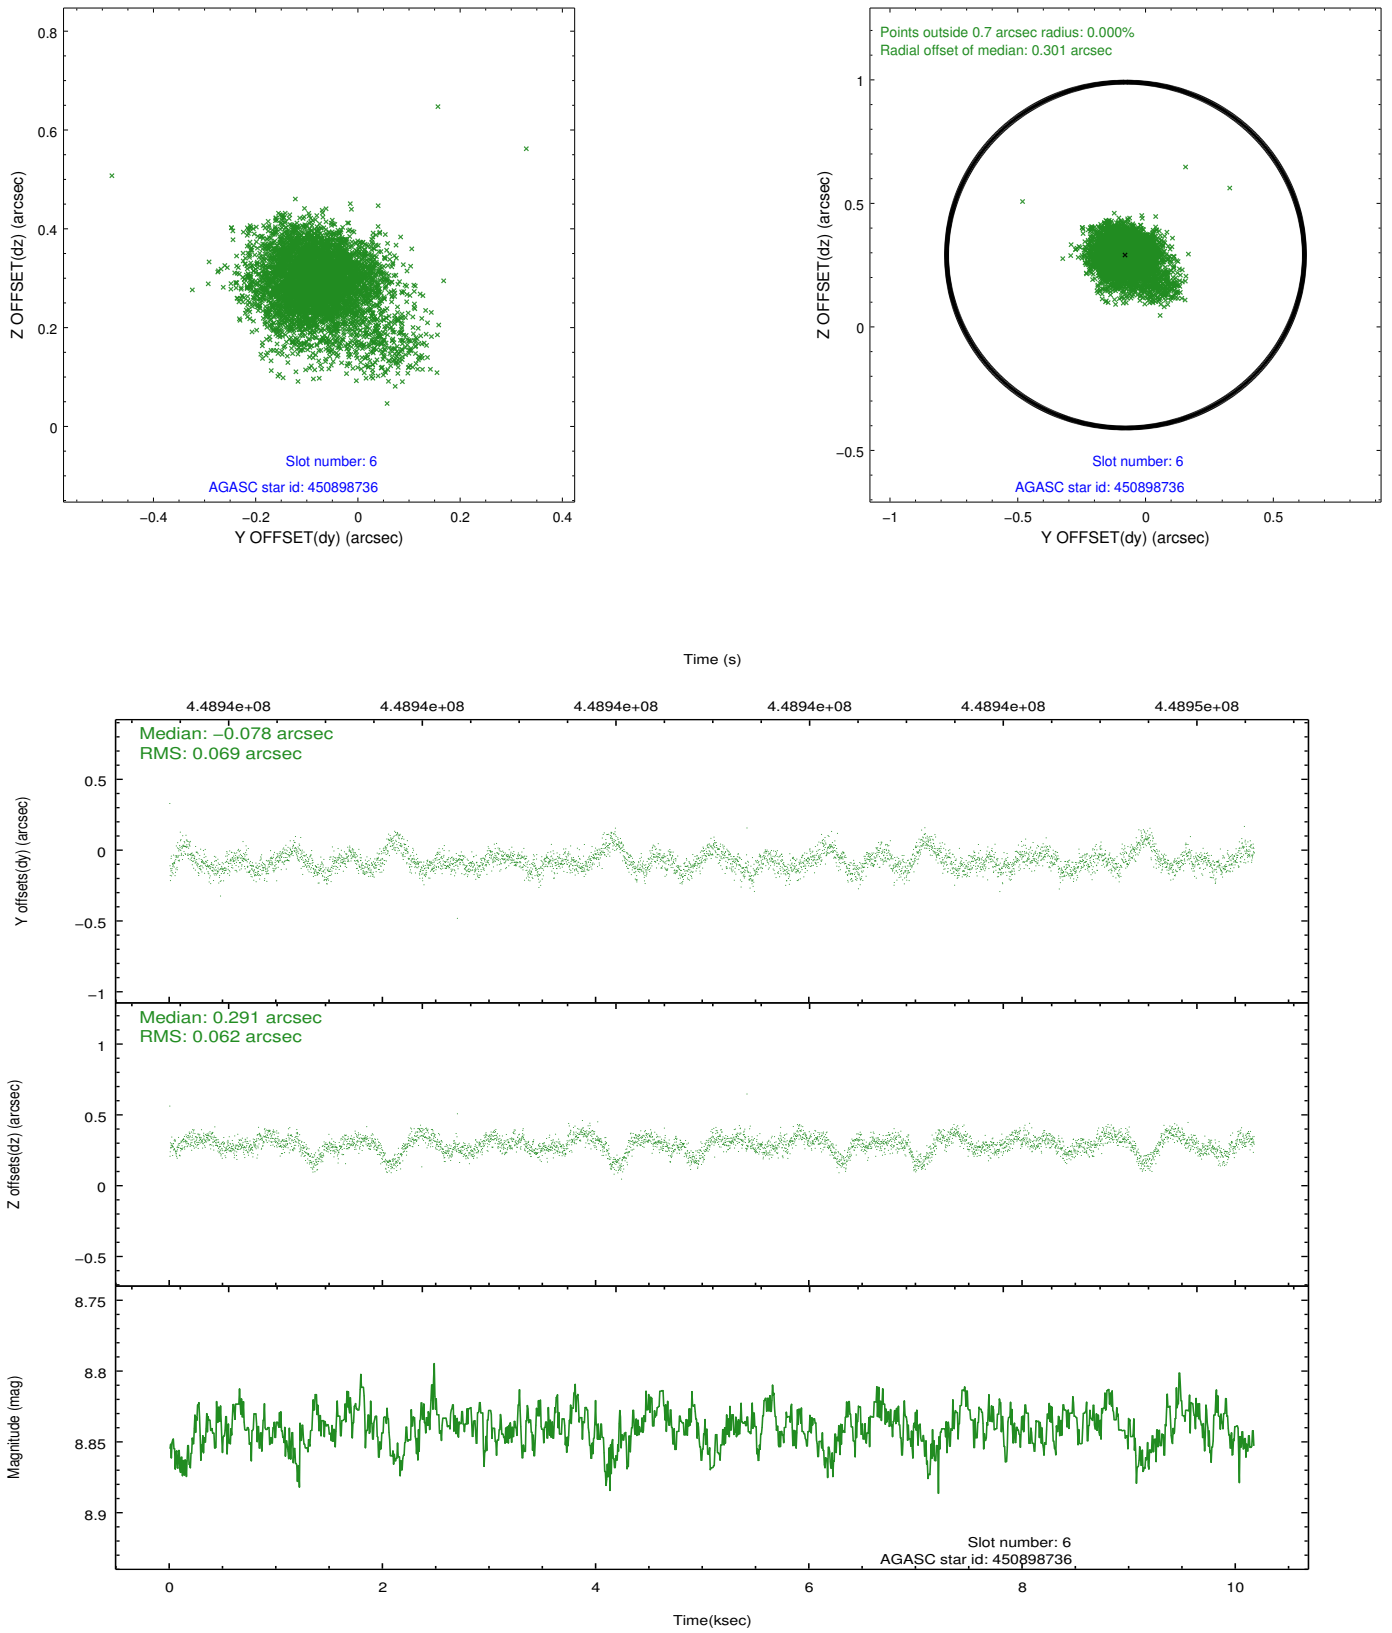 0.8
0.6
0.4
0.2
0
Z OFFSET(dz) (arcsec)
Slot number: 6
AGASC star id: 450898736
−0.4 −0.2 0 0.2 0.4
Y OFFSET(dy) (arcsec)
Points outside 0.7 arcsec radius: 0.000%
Radial offset of median: 0.301 arcsec
1
0.5
0
−0.5
Z OFFSET(dz) (arcsec)
Slot number: 6
AGASC star id: 450898736
−1 −0.5 0 0.5
Y OFFSET(dy) (arcsec)
Time (s)
4.4894e+08 4.4894e+08 4.4894e+08 4.4894e+08 4.4894e+08 4.4895e+08
Median: −0.078 arcsec
RMS: 0.069 arcsec
0.5
0
−0.5
−1
Y offsets(dy) (arcsec)
Median: 0.291 arcsec
RMS: 0.062 arcsec
1
0.5
0
−0.5
Z offsets(dz) (arcsec)
8.75
8.8
8.85
8.9
Magnitude (mag)
Slot number: 6
AGASC star id: 450898736
0 2 4 6 8 10
Time(ksec)